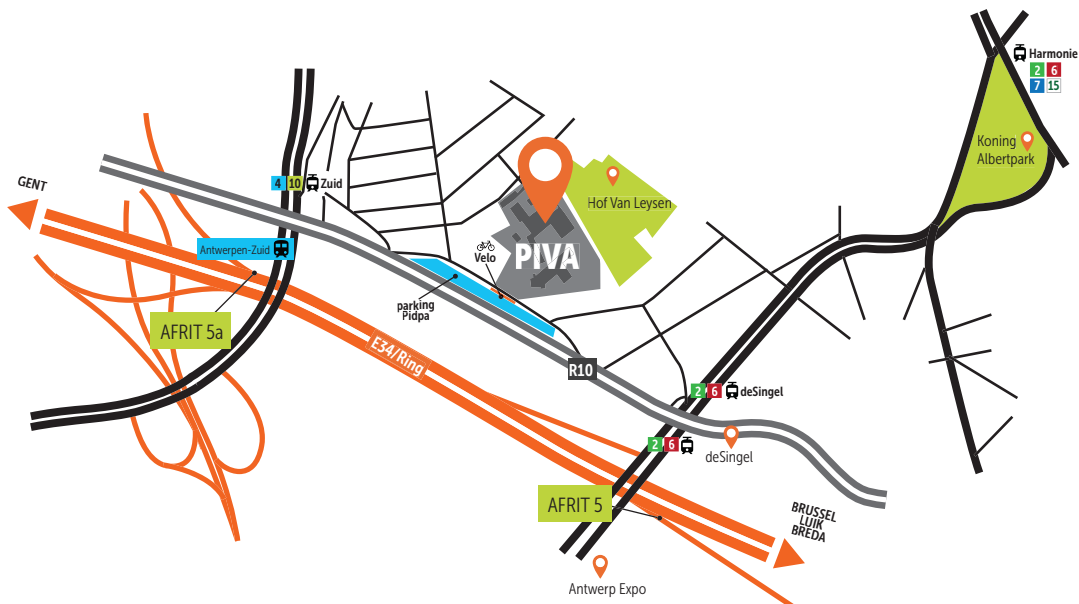 Harmonie
2 6
7 15
Koning
Albertpark
GENT
4 10 Zuid
Hof Van Leysen
Antwerpen-Zuid
Velo
PIVA
parking
Pidpa
AFRIT 5a
E34/Ring
R10
2 6 deSingel
2 6
deSingel
AFRIT 5
BRUSSEL
LUIK
BREDA
Antwerp Expo